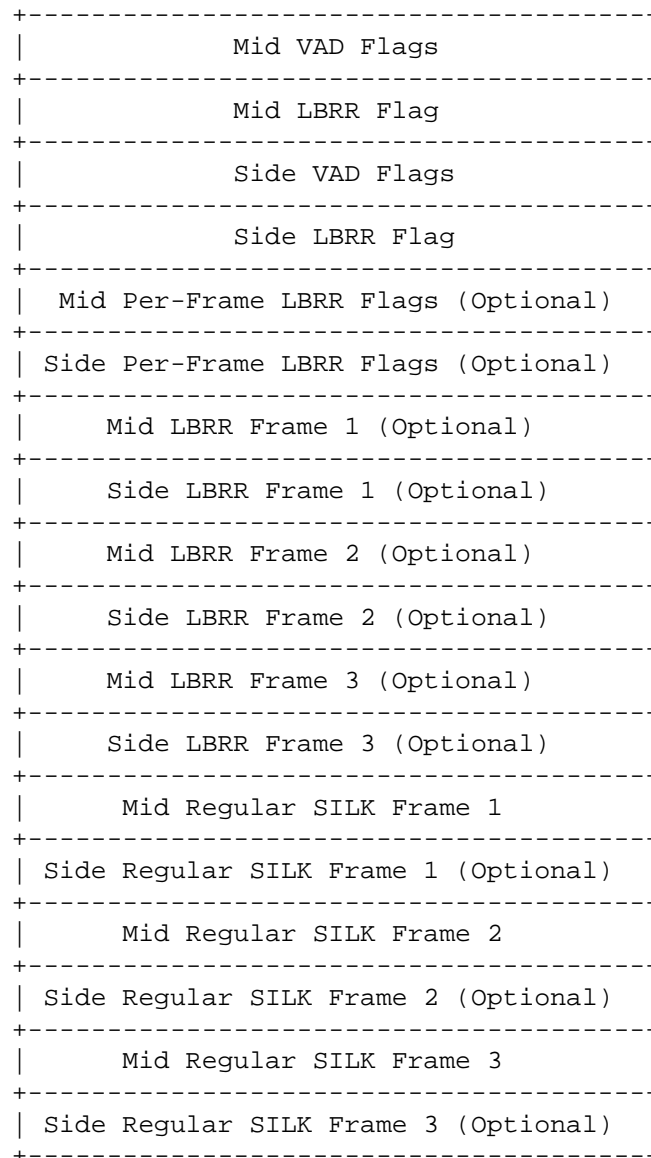 +----------------------------------------
|             Mid VAD Flags
+----------------------------------------
|             Mid LBRR Flag
+----------------------------------------
|             Side VAD Flags
+----------------------------------------
|             Side LBRR Flag
+----------------------------------------
|  Mid Per-Frame LBRR Flags (Optional)
+----------------------------------------
| Side Per-Frame LBRR Flags (Optional)
+----------------------------------------
|     Mid LBRR Frame 1 (Optional)
+----------------------------------------
|     Side LBRR Frame 1 (Optional)
+----------------------------------------
|     Mid LBRR Frame 2 (Optional)
+----------------------------------------
|     Side LBRR Frame 2 (Optional)
+----------------------------------------
|     Mid LBRR Frame 3 (Optional)
+----------------------------------------
|     Side LBRR Frame 3 (Optional)
+----------------------------------------
|      Mid Regular SILK Frame 1
+----------------------------------------
| Side Regular SILK Frame 1 (Optional)
+----------------------------------------
|      Mid Regular SILK Frame 2
+----------------------------------------
| Side Regular SILK Frame 2 (Optional)
+----------------------------------------
|      Mid Regular SILK Frame 3
+----------------------------------------
| Side Regular SILK Frame 3 (Optional)
+----------------------------------------